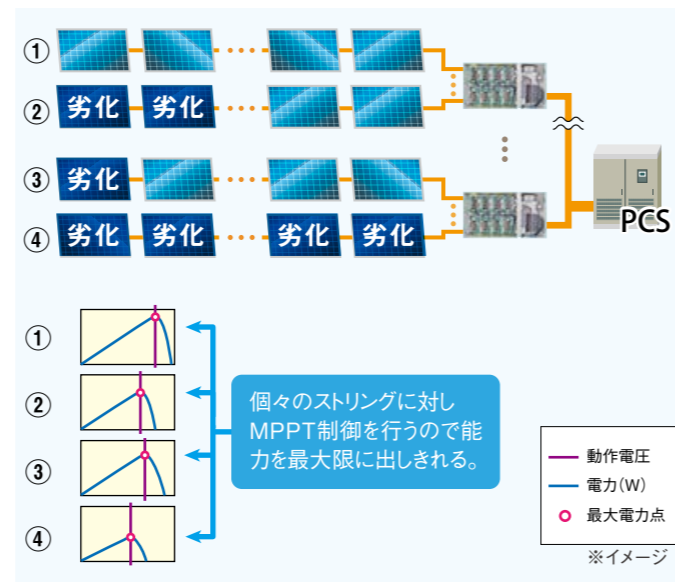 ①
② 劣化 劣化
③ 劣化
④ 劣化 劣化 劣化 劣化
PCS
①
②
③
④
個々のストリングに対し
MPPT制御を行うので能
力を最大限に出しきれる。
動作電圧
電力(W)
最大電力点
※イメージ